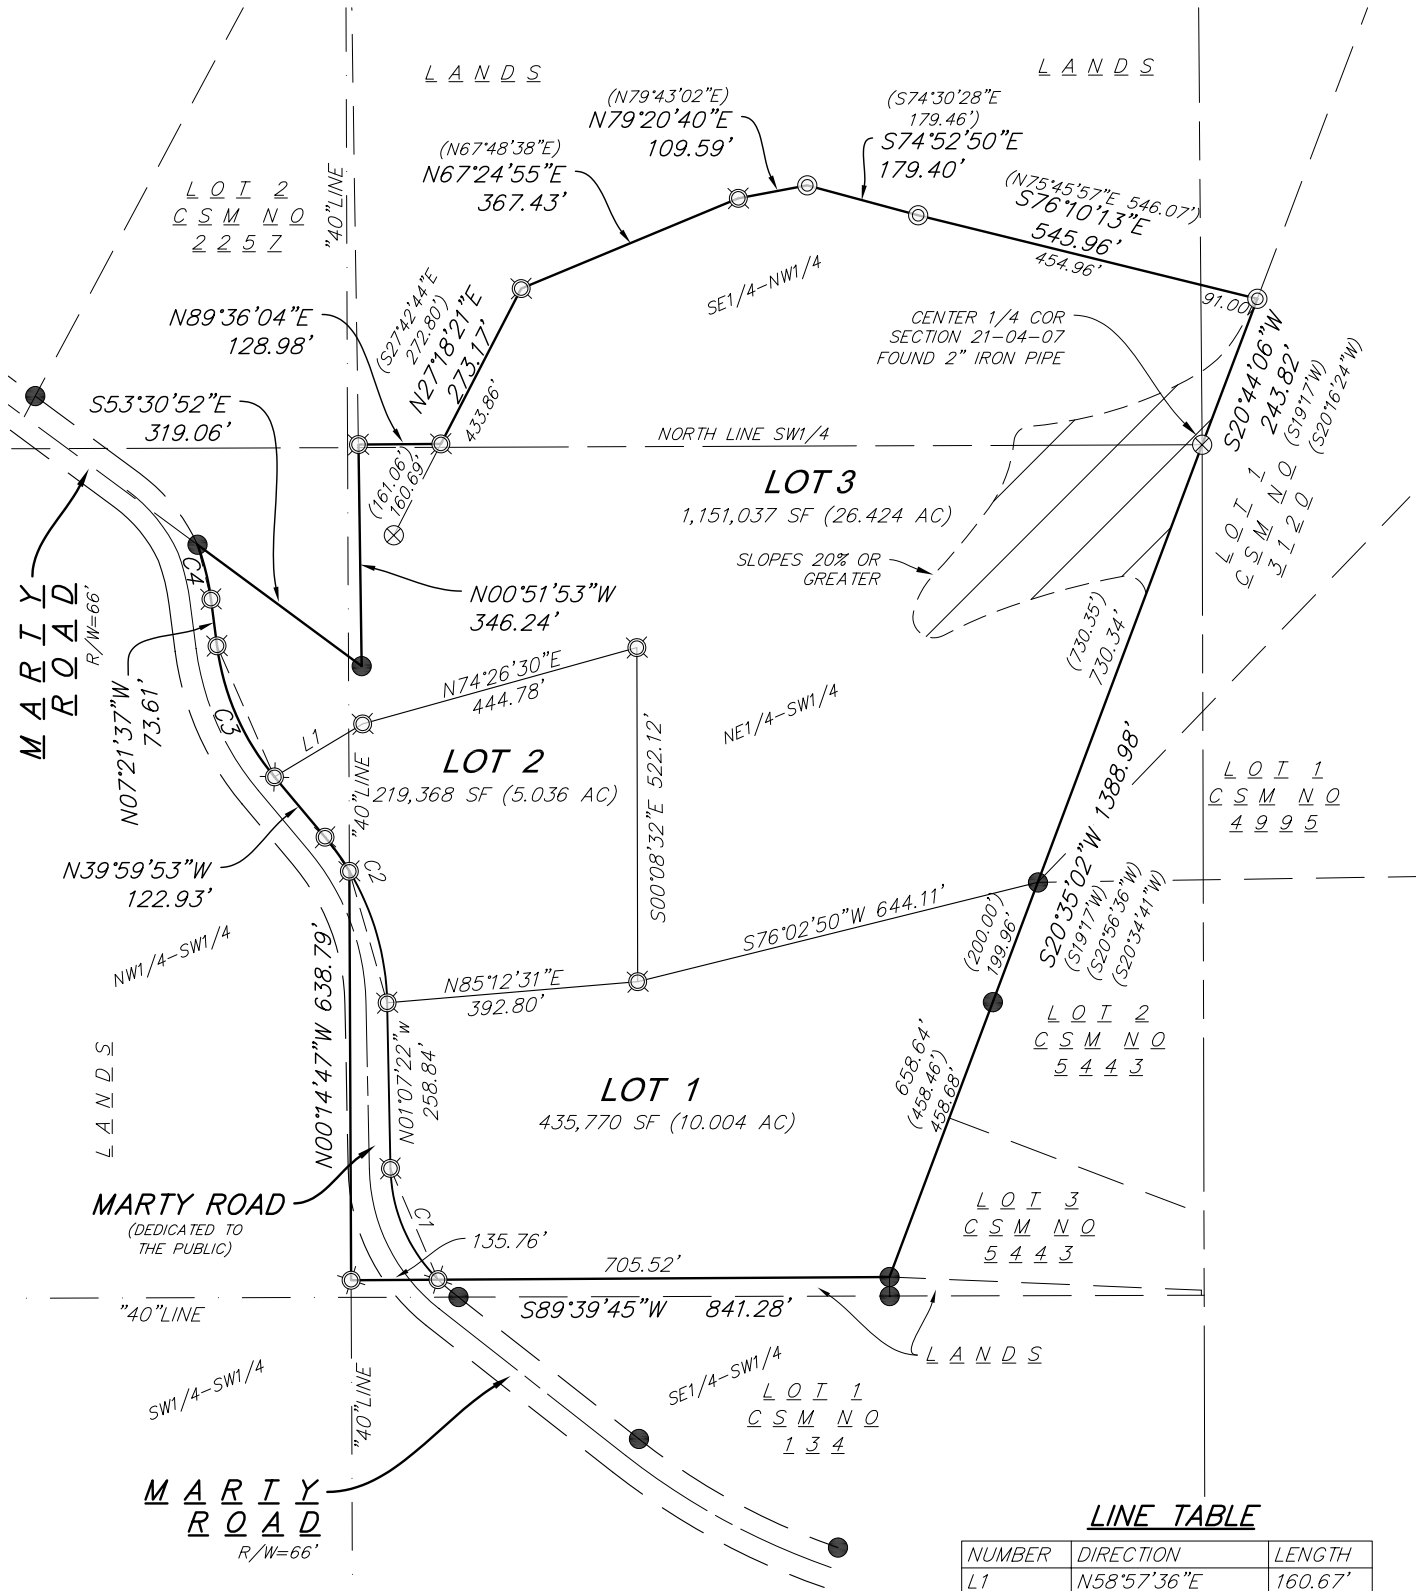 L A N D S
L A N D S
(N79°43'02"E)
N79°20'40"E
109.59'
(S74°30'28"E
179.46')
S74°52'50"E
179.40'
(N67°48'38"E)
N67°24'55"E
367.43'
(N75°45'57"E 546.07')
S76°10'13"E
545.96'
454.96'
91.00'
L O T 2
C S M N O
2 2 5 7
"40"LINE
SE1/4-NW1/4
N89°36'04"E
128.98'
(S27°42'44"E
272.80')
N27°18'21"E
273.17'
433.86'
CENTER 1/4 COR
SECTION 21-04-07
FOUND 2" IRON PIPE
S20°44'06"W
243.82'
(S19°17'W)
(S20°16'24"W)
S53°30'52"E
319.06'
NORTH LINE SW1/4
(161.06')
160.69'
LOT 3
1,151,037 SF (26.424 AC)
L O T 1
C S M N O
3 1 2 0
SLOPES 20% OR
GREATER
C4
N00°51'53"W
346.24'
M A R T Y
R O A D
R/W=66'
N07°21'37"W
73.61'
(730.35')
730.34'
N74°26'30"E
444.78'
C3
L1
NE1/4-SW1/4
LOT 2
219,368 SF (5.036 AC)
"40"LINE
S00°08'32"E 522.12'
S20°35'02"W 1388.98'
(S19°17'W)
(S20°56'36"W)
(S20°34'41"W)
L O T 1
C S M N O
4 9 9 5
N39°59'53"W
122.93'
C2
S76°02'50"W 644.11'
(200.00')
199.96'
NW1/4-SW1/4
N85°12'31"E
392.80'
L O T 2
C S M N O
5 4 4 3
N00°14'47"W 638.79'
N01°07'22"w
258.84'
L A N D S
LOT 1
435,770 SF (10.004 AC)
658.64'
(458.46')
458.68'
MARTY ROAD
(DEDICATED TO
THE PUBLIC)
C1
L O T 3
C S M N O
5 4 4 3
135.76'
705.52'
"40"LINE
S89°39'45"W 841.28'
L A N D S
SW1/4-SW1/4
"40"LINE
SE1/4-SW1/4
L O T 1
C S M N O
1 3 4
M A R T Y
R O A D
R/W=66'
LINE TABLE
NUMBER DIRECTION LENGTH
L1 N58°57'36"E 160.67'